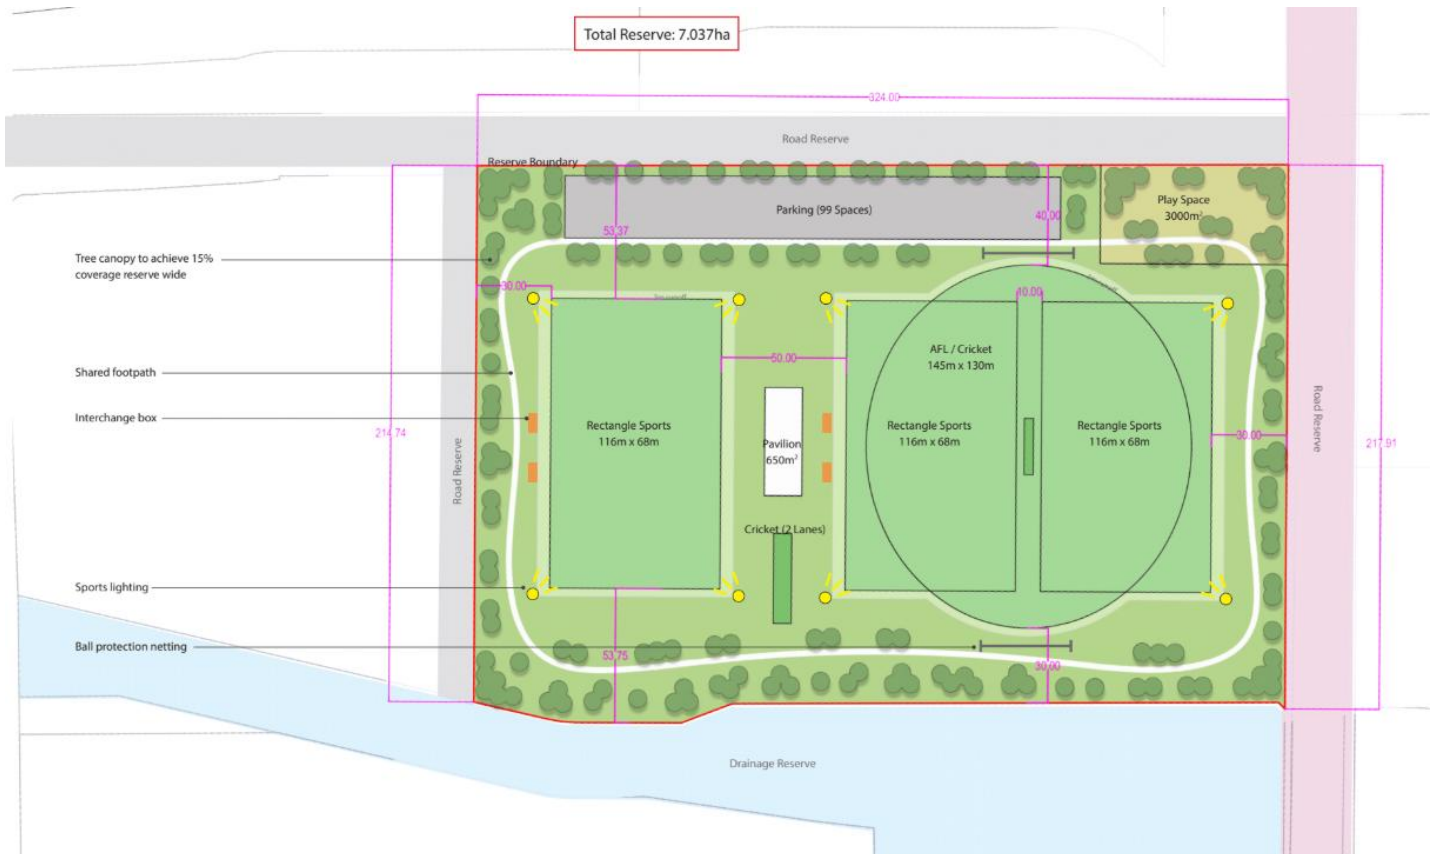 Total Reserve: 7.037ha
324.00
Road Reserve
Reserve Boundary
Parking (99 Spaces)
Play Space
3000m²
40.00
53.37
Tree canopy to achieve 15%
coverage reserve wide
30.00
10.00
AFL / Cricket
145m x 130m
50.00
Shared footpath
Interchange box
Road Reserve
214.74
Rectangle Sports
116m x 68m
Pavilion
650m²
Rectangle Sports
116m x 68m
Rectangle Sports
116m x 68m
30.00
217.91
Road Reserve
Cricket (2 Lanes)
Sports lighting
Ball protection netting
53.75
30.00
Drainage Reserve